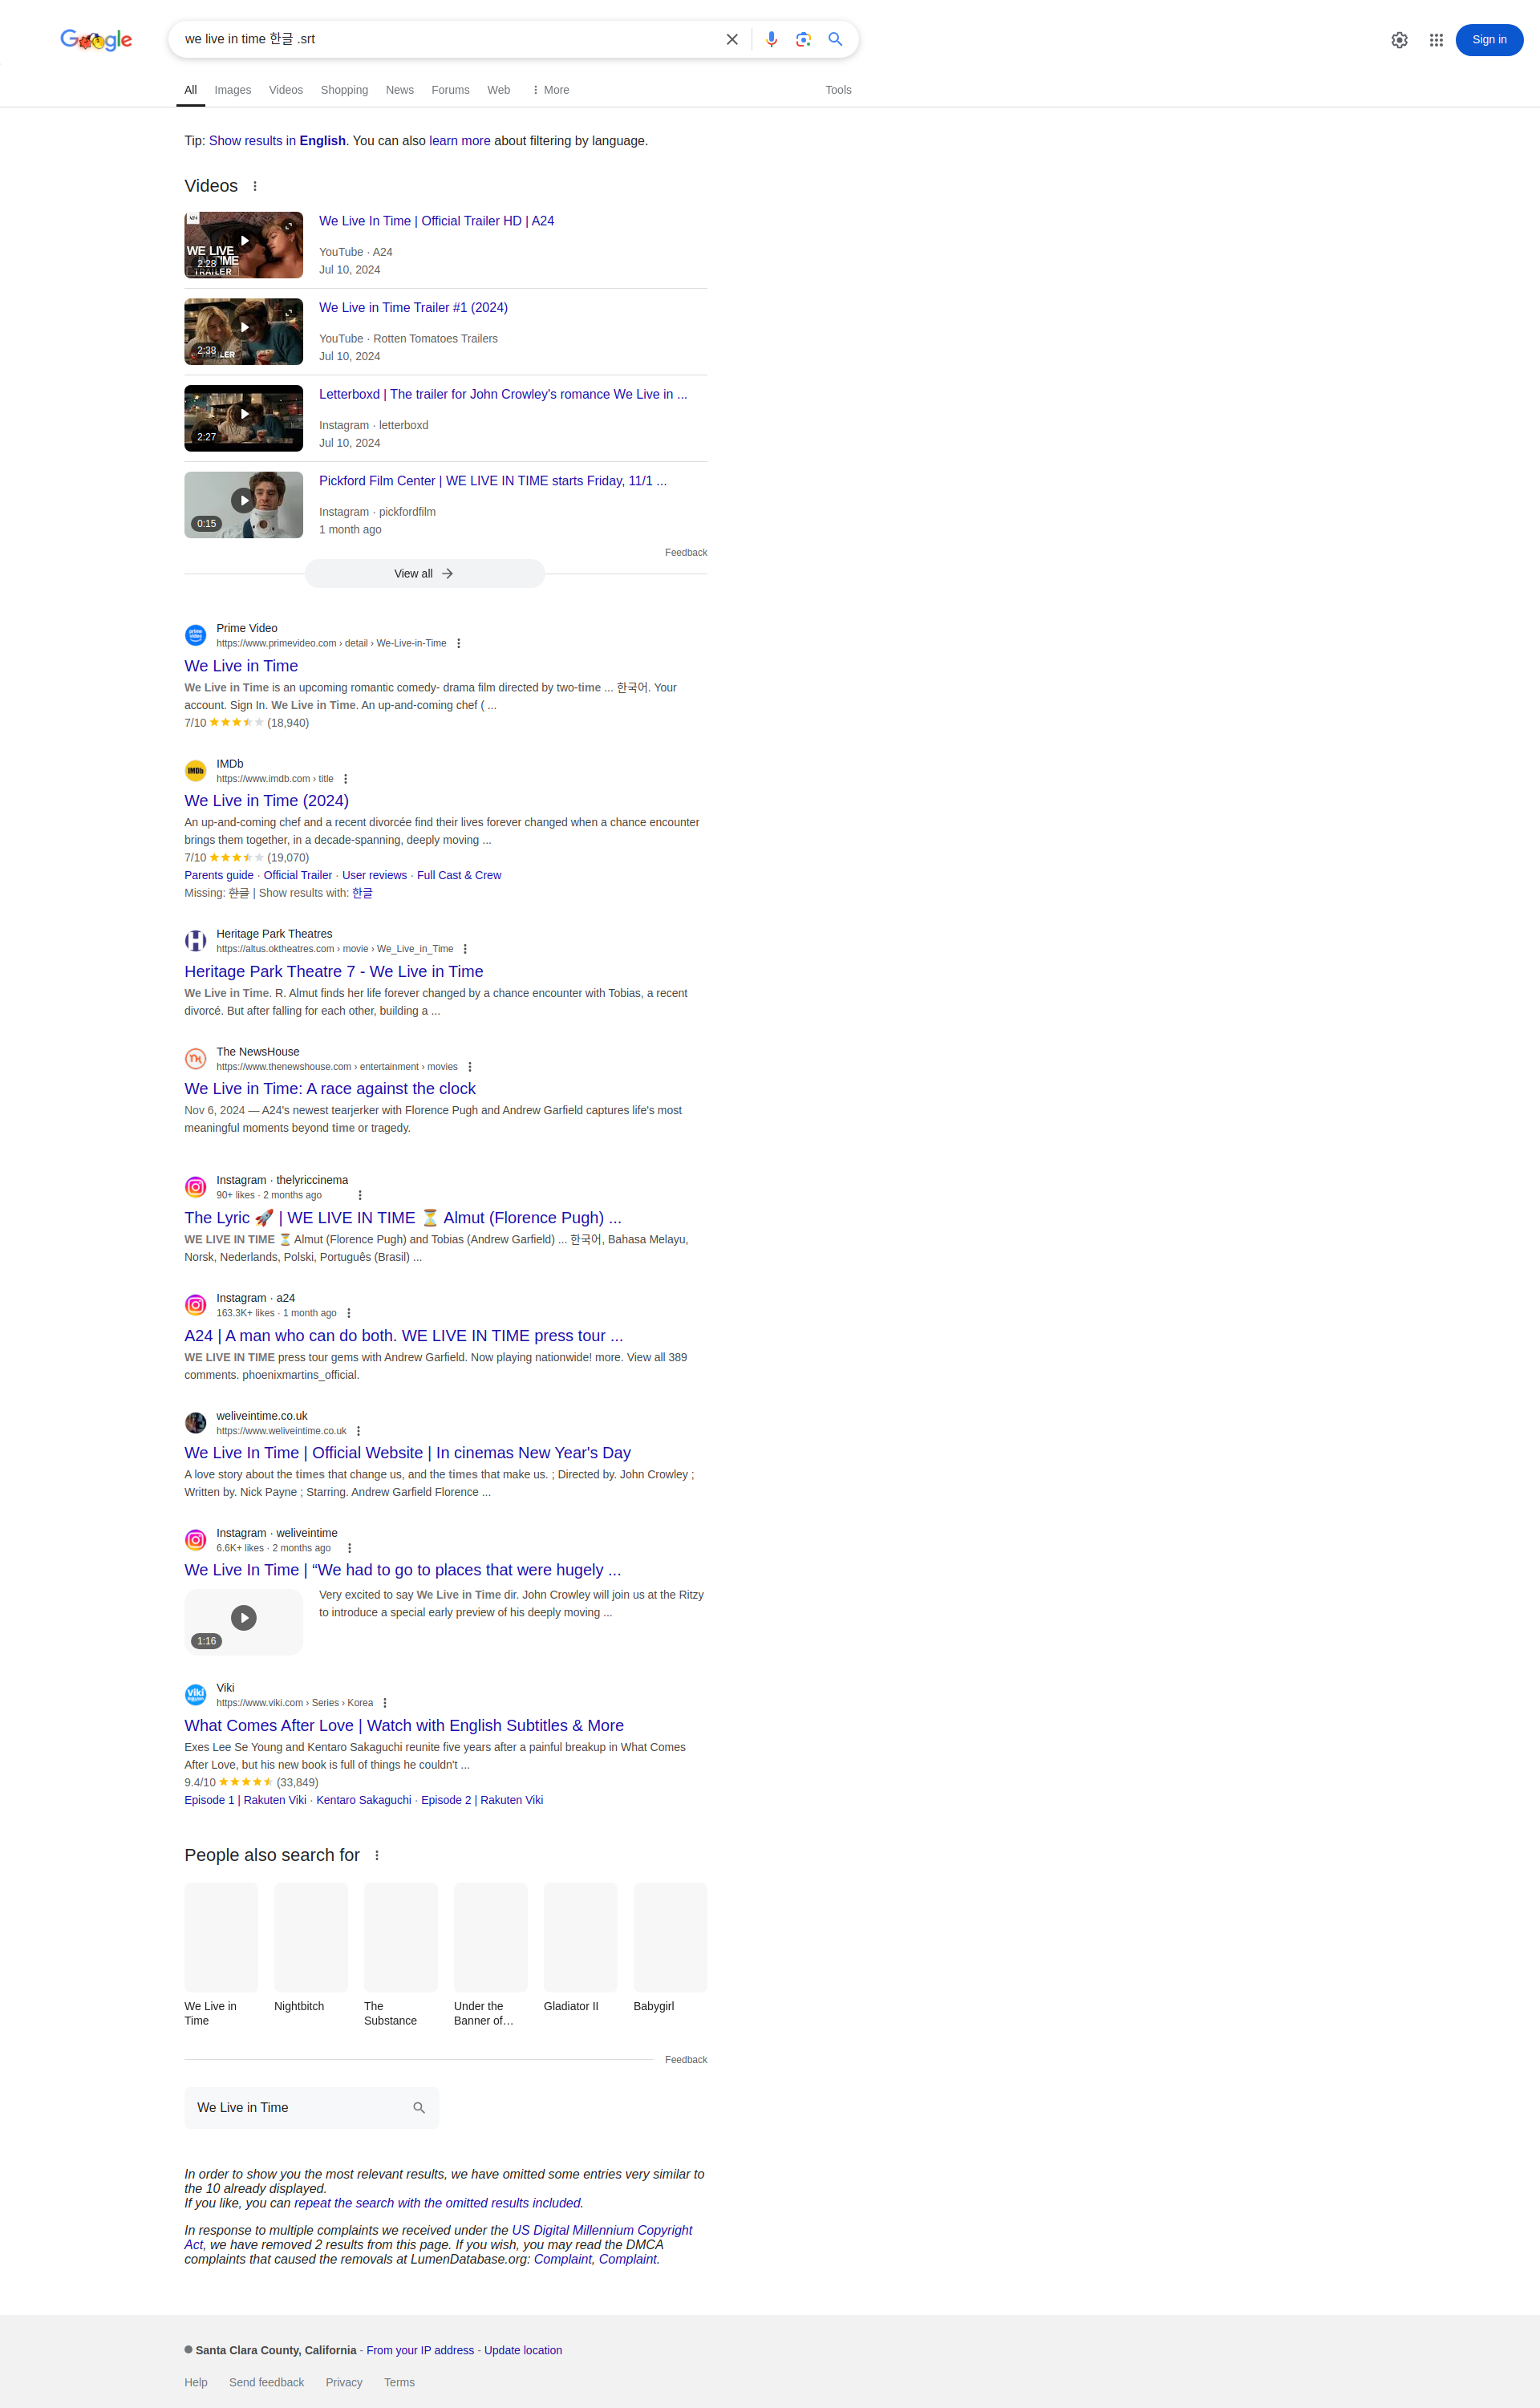 Google
we live in time 한글 .srt
Sign in
All Images Videos Shopping News Forums Web More Tools
Tip: Show results in English. You can also learn more about filtering by language.
Videos
WE LIVE
TIME
TRAILER
2:28
We Live In Time | Official Trailer HD | A24
YouTube · A24
Jul 10, 2024
TRAILER
2:38
We Live in Time Trailer #1 (2024)
YouTube · Rotten Tomatoes Trailers
Jul 10, 2024
2:27
Letterboxd | The trailer for John Crowley's romance We Live in ...
Instagram · letterboxd
Jul 10, 2024
0:15
Pickford Film Center | WE LIVE IN TIME starts Friday, 11/1 ...
Instagram · pickfordfilm
1 month ago
Feedback
View all
prime video
Prime Video
https://www.primevideo.com › detail › We-Live-in-Time
We Live in Time
We Live in Time is an upcoming romantic comedy- drama film directed by two-time ... 한국어. Your
account. Sign In. We Live in Time. An up-and-coming chef ( ...
7/10 (18,940)
IMDb
IMDb
https://www.imdb.com › title
We Live in Time (2024)
An up-and-coming chef and a recent divorcée find their lives forever changed when a chance encounter
brings them together, in a decade-spanning, deeply moving ...
7/10 (19,070)
Parents guide · Official Trailer · User reviews · Full Cast & Crew
Missing: 한글 | Show results with: 한글
H
Heritage Park Theatres
https://altus.oktheatres.com › movie › We_Live_in_Time
Heritage Park Theatre 7 - We Live in Time
We Live in Time. R. Almut finds her life forever changed by a chance encounter with Tobias, a recent
divorcé. But after falling for each other, building a ...
The NewsHouse
https://www.thenewshouse.com › entertainment › movies
We Live in Time: A race against the clock
Nov 6, 2024 — A24's newest tearjerker with Florence Pugh and Andrew Garfield captures life's most
meaningful moments beyond time or tragedy.
Instagram · thelyriccinema
90+ likes · 2 months ago
The Lyric 🚀 | WE LIVE IN TIME ⏳ Almut (Florence Pugh) ...
WE LIVE IN TIME ⏳ Almut (Florence Pugh) and Tobias (Andrew Garfield) ... 한국어, Bahasa Melayu,
Norsk, Nederlands, Polski, Português (Brasil) ...
Instagram · a24
163.3K+ likes · 1 month ago
A24 | A man who can do both. WE LIVE IN TIME press tour ...
WE LIVE IN TIME press tour gems with Andrew Garfield. Now playing nationwide! more. View all 389
comments. phoenixmartins_official.
weliveintime.co.uk
https://www.weliveintime.co.uk
We Live In Time | Official Website | In cinemas New Year's Day
A love story about the times that change us, and the times that make us. ; Directed by. John Crowley ;
Written by. Nick Payne ; Starring. Andrew Garfield Florence ...
Instagram · weliveintime
6.6K+ likes · 2 months ago
We Live In Time | “We had to go to places that were hugely ...
1:16
Very excited to say We Live in Time dir. John Crowley will join us at the Ritzy
to introduce a special early preview of his deeply moving ...
Viki
Viki
https://www.viki.com › Series › Korea
What Comes After Love | Watch with English Subtitles & More
Exes Lee Se Young and Kentaro Sakaguchi reunite five years after a painful breakup in What Comes
After Love, but his new book is full of things he couldn't ...
9.4/10 (33,849)
Episode 1 | Rakuten Viki · Kentaro Sakaguchi · Episode 2 | Rakuten Viki
People also search for
We Live in
Time
Nightbitch
The
Substance
Under the
Banner of…
Gladiator II
Babygirl
Feedback
We Live in Time
In order to show you the most relevant results, we have omitted some entries very similar to
the 10 already displayed.
If you like, you can repeat the search with the omitted results included.
In response to multiple complaints we received under the US Digital Millennium Copyright
Act, we have removed 2 results from this page. If you wish, you may read the DMCA
complaints that caused the removals at LumenDatabase.org: Complaint, Complaint.
Santa Clara County, California - From your IP address - Update location
Help Send feedback Privacy Terms